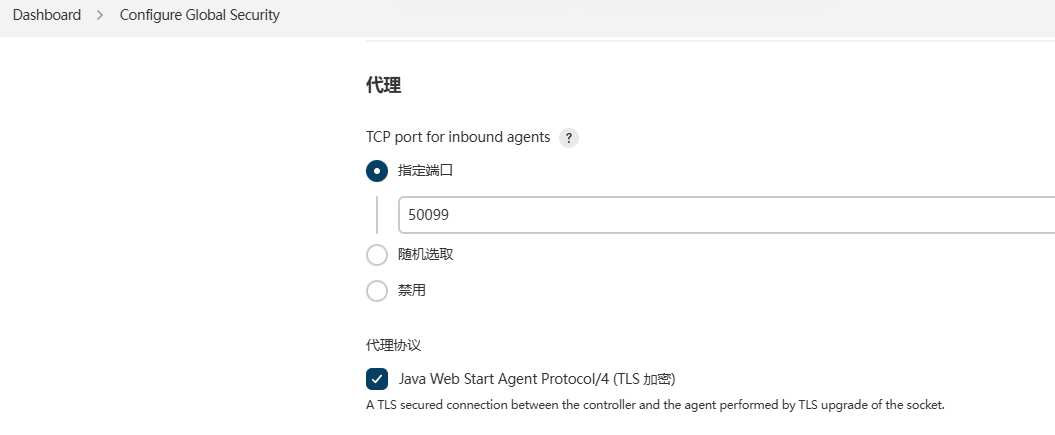 Dashboard > Configure Global Security
代理
TCP port for inbound agents ?
指定端口
50099
随机选取
禁用
代理协议
Java Web Start Agent Protocol/4 (TLS 加密)
A TLS secured connection between the controller and the agent performed by TLS upgrade of the socket.